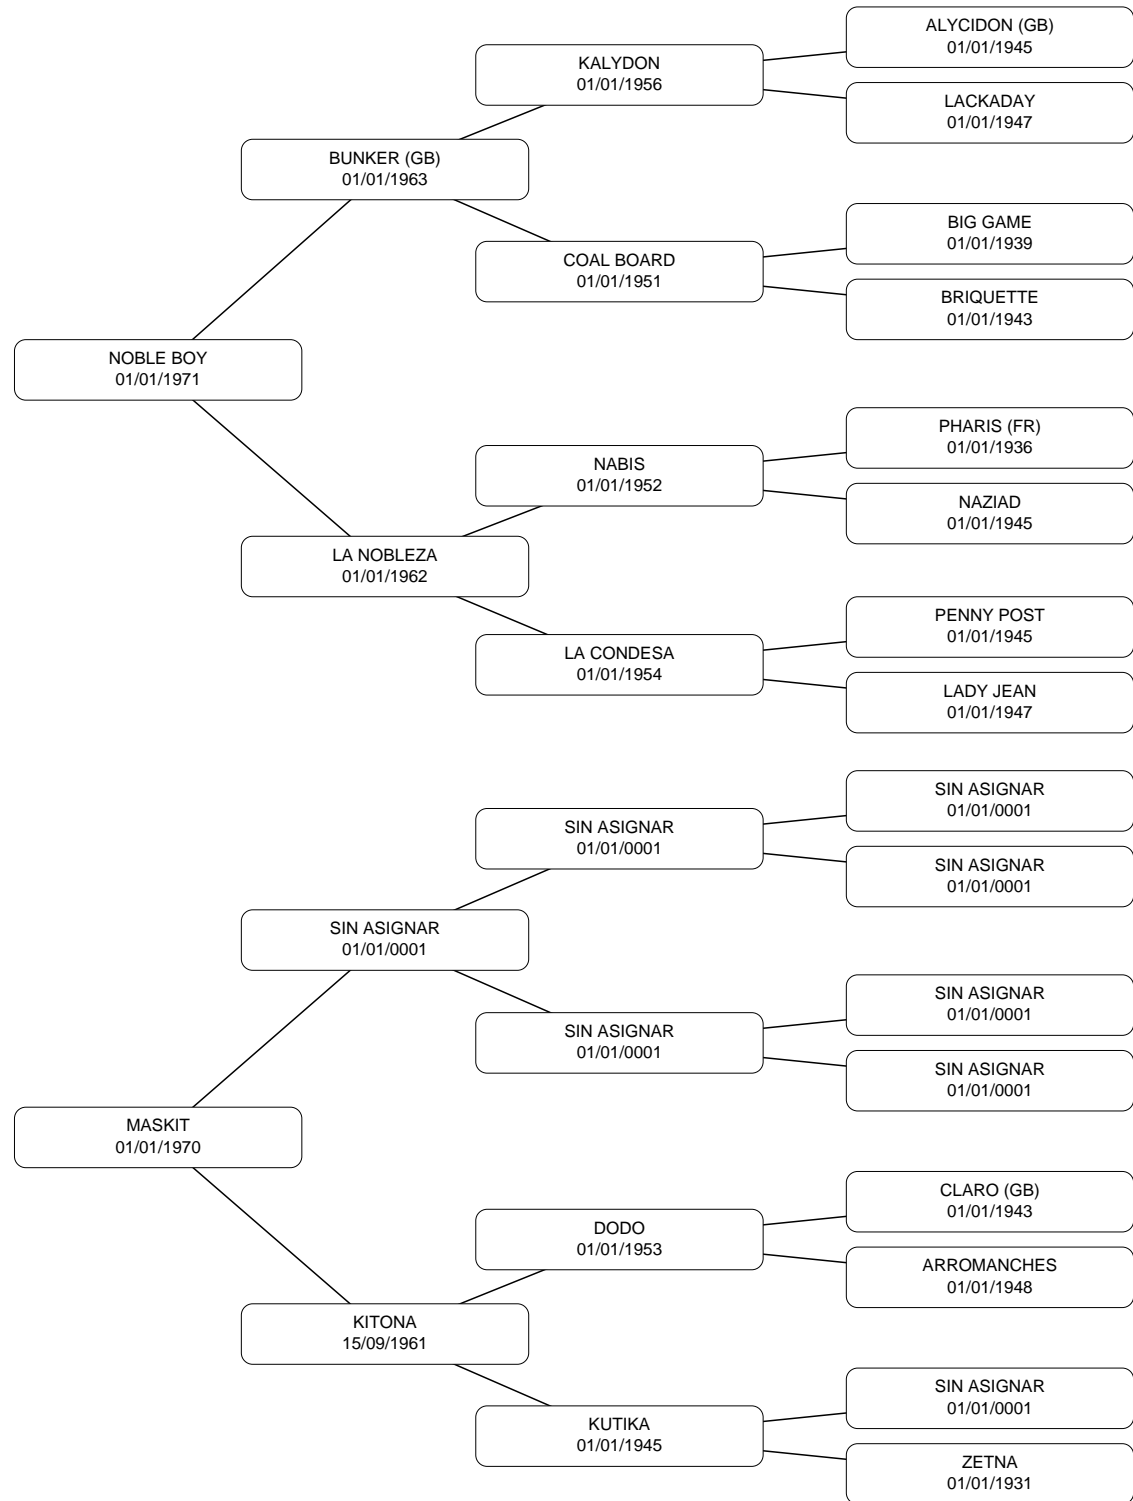 ALYCIDON (GB)
01/01/1945
KALYDON
01/01/1956
LACKADAY
01/01/1947
BUNKER (GB)
01/01/1963
BIG GAME
01/01/1939
COAL BOARD
01/01/1951
BRIQUETTE
01/01/1943
NOBLE BOY
01/01/1971
PHARIS (FR)
01/01/1936
NABIS
01/01/1952
NAZIAD
01/01/1945
LA NOBLEZA
01/01/1962
PENNY POST
01/01/1945
LA CONDESA
01/01/1954
LADY JEAN
01/01/1947
SIN ASIGNAR
01/01/0001
SIN ASIGNAR
01/01/0001
SIN ASIGNAR
01/01/0001
SIN ASIGNAR
01/01/0001
SIN ASIGNAR
01/01/0001
SIN ASIGNAR
01/01/0001
SIN ASIGNAR
01/01/0001
MASKIT
01/01/1970
CLARO (GB)
01/01/1943
DODO
01/01/1953
ARROMANCHES
01/01/1948
KITONA
15/09/1961
SIN ASIGNAR
01/01/0001
KUTIKA
01/01/1945
ZETNA
01/01/1931